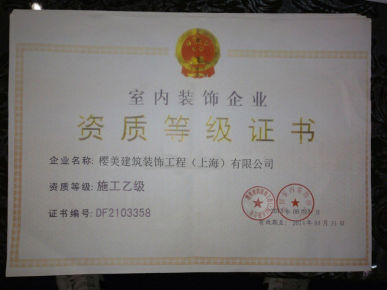 室内装饰企业
资质等级证书
企业名称: 樱美建筑装饰工程（上海）有限公司
资质等级: 施工乙级
证书编号: DF2103358